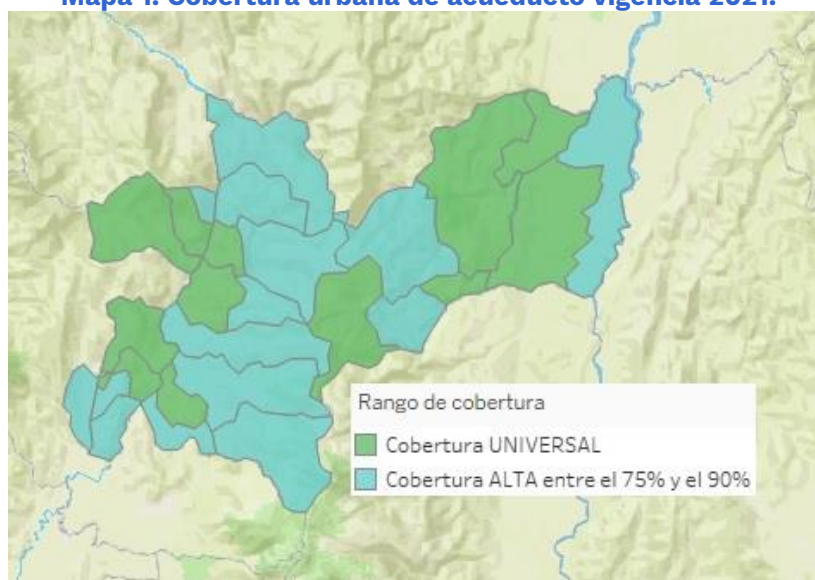 Mapa 1. Cobertura urbana de acueducto vigencia 2021.
Rango de cobertura
Cobertura UNIVERSAL
Cobertura ALTA entre el 75% y el 90%